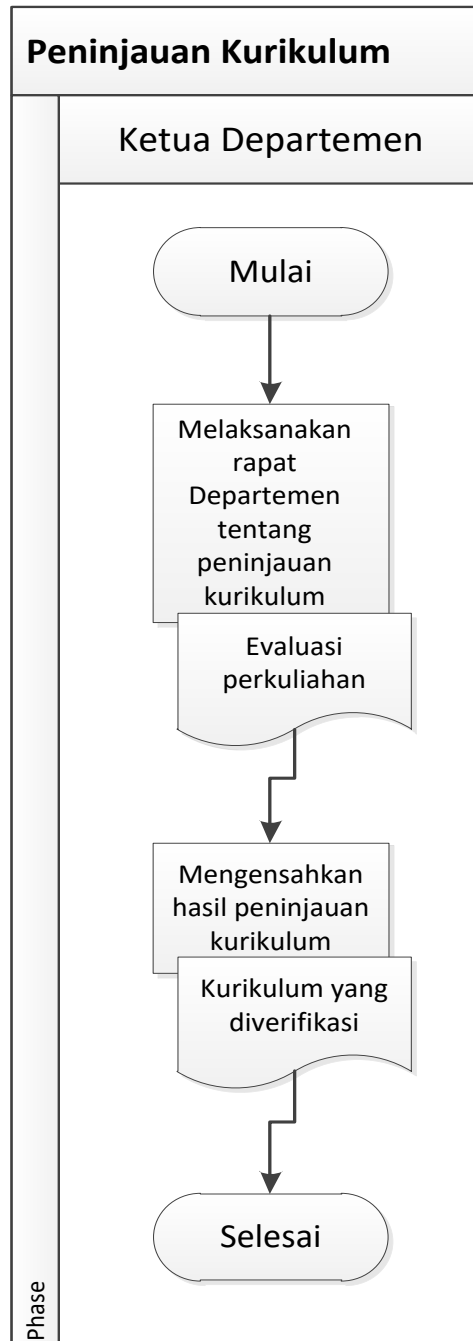 Peninjauan Kurikulum
Ketua Departemen
Mulai
Melaksanakan
rapat
Departemen
tentang
peninjauan
kurikulum
Evaluasi
perkuliahan
Mengensahkan
hasil peninjauan
kurikulum
Kurikulum yang
diverifikasi
Selesai
Phase